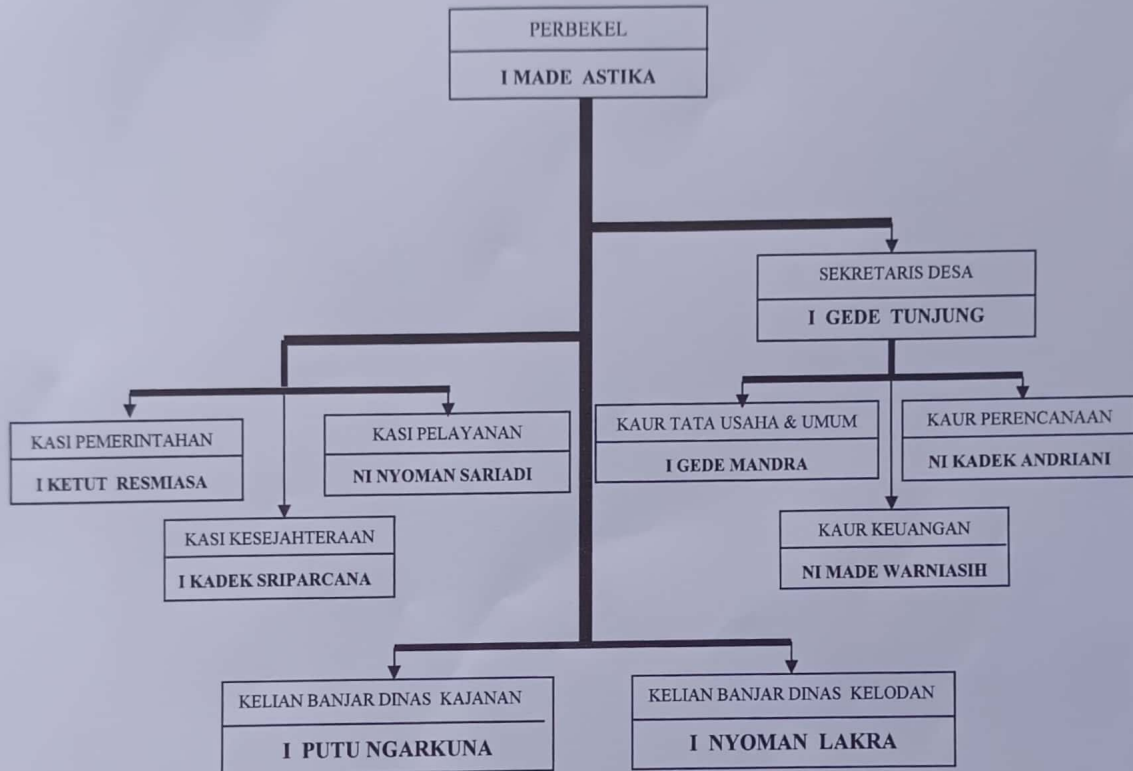 PERBEKEL
I MADE ASTIKA
SEKRETARIS DESA
I GEDE TUNJUNG
KASI PEMERINTAHAN
I KETUT RESMIASA
KASI PELAYANAN
NI NYOMAN SARIADI
KAUR TATA USAHA & UMUM
I GEDE MANDRA
KAUR PERENCANAAN
NI KADEK ANDRIANI
KASI KESEJAHTERAAN
I KADEK SRIPARCANA
KAUR KEUANGAN
NI MADE WARNIASIH
KELIAN BANJAR DINAS KAJANAN
I PUTU NGARKUNA
KELIAN BANJAR DINAS KELODAN
I NYOMAN LAKRA